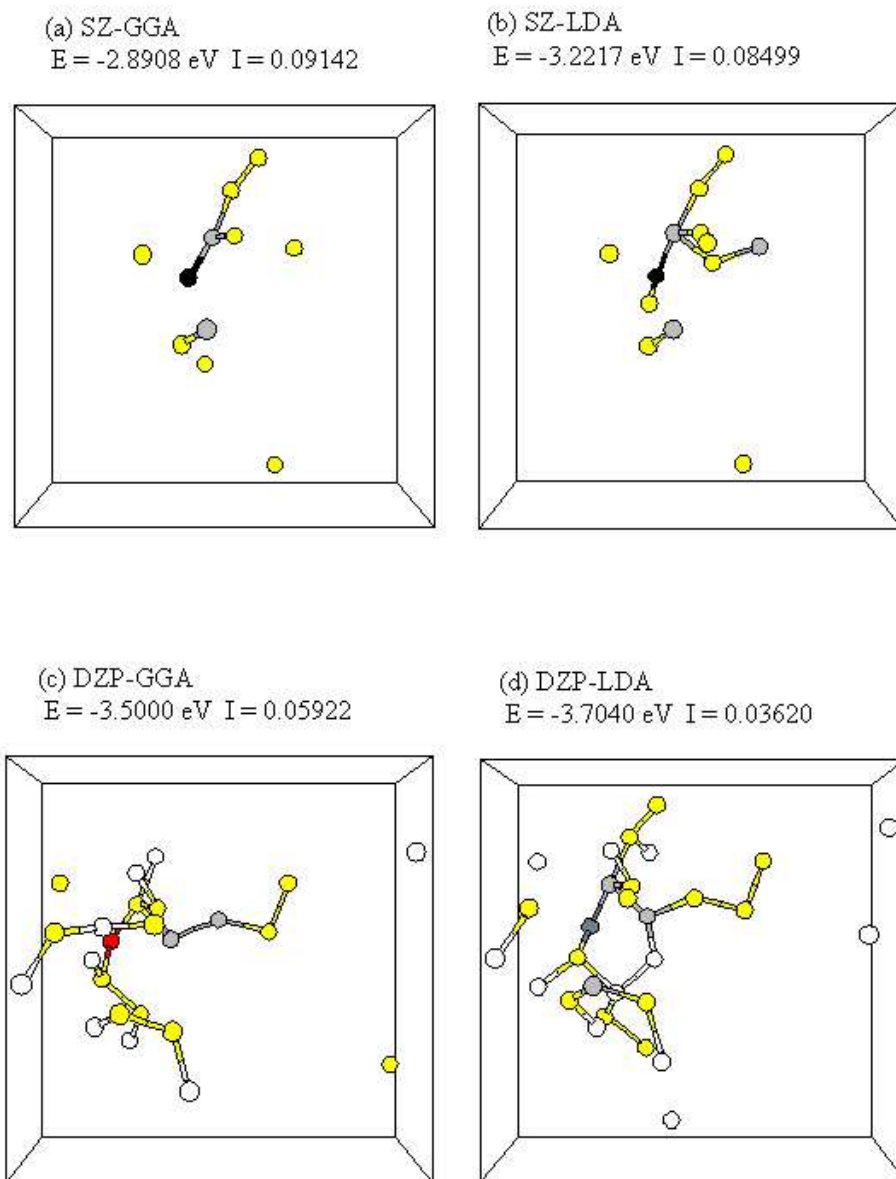 (a) SZ-GGA
E = -2.8908 eV I = 0.09142
(b) SZ-LDA
E = -3.2217 eV I = 0.08499
(c) DZP-GGA
E = -3.5000 eV I = 0.05922
(d) DZP-LDA
E = -3.7040 eV I = 0.03620